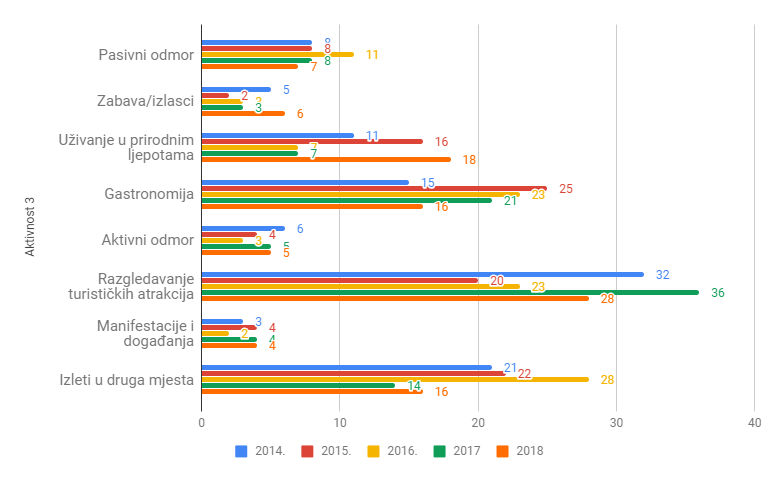 Aktivnost 3
Pasivni odmor
8
8
11
8
7
Zabava/izlasci
5
2
3
3
6
Uživanje u prirodnim
ljepotama
11
16
7
7
18
Gastronomija
15
25
23
21
16
Aktivni odmor
6
4
3
5
5
Razgledavanje
turističkih atrakcija
32
20
23
36
28
Manifestacije i
događanja
3
4
2
4
4
Izleti u druga mjesta
21
22
28
14
16
0 10 20 30 40
2014. 2015. 2016. 2017 2018